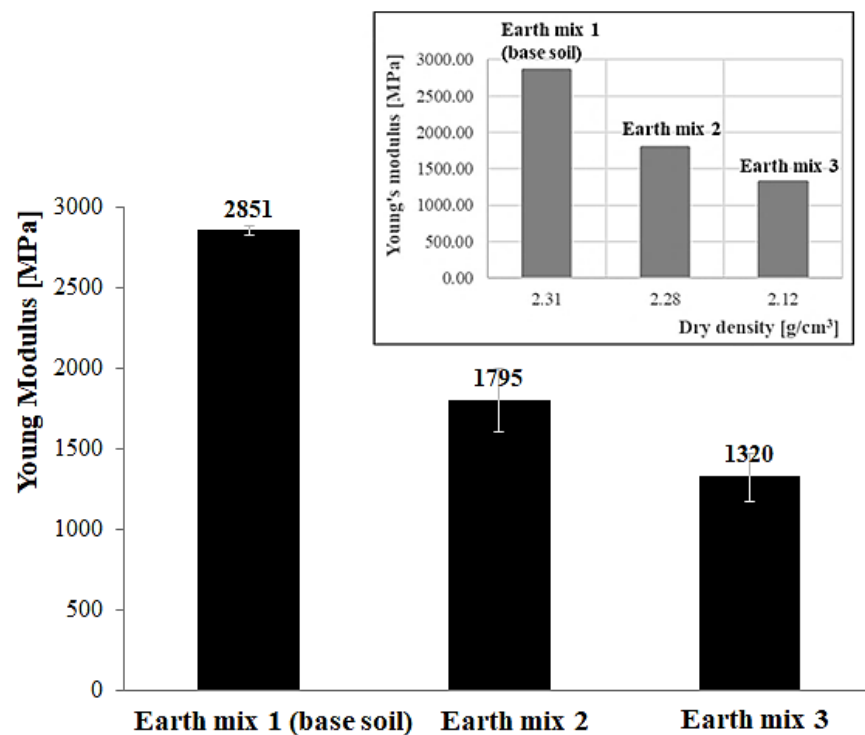 Earth mix 1
(base soil)
Young's modulus [MPa]
3000.00
2500.00
2000.00
1500.00
1000.00
500.00
0.00
Earth mix 2
Earth mix 3
2.31
2.28
2.12
Dry density [g/cm³]
Young Modulus [MPa]
3000
2500
2000
1500
1000
500
0
2851
1795
1320
Earth mix 1 (base soil)
Earth mix 2
Earth mix 3